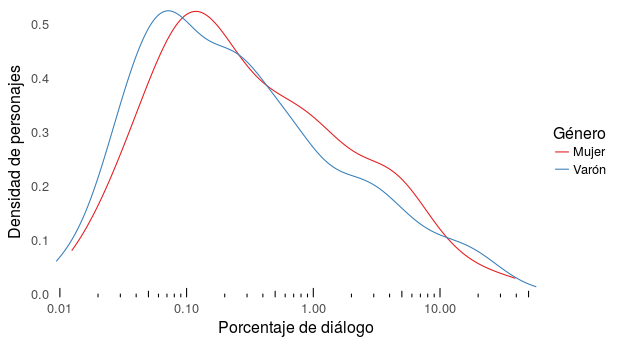 Densidad de personajes
0.5
0.4
0.3
0.2
0.1
0.0
0.01
0.10
1.00
10.00
Porcentaje de diálogo
Género
Mujer
Varón